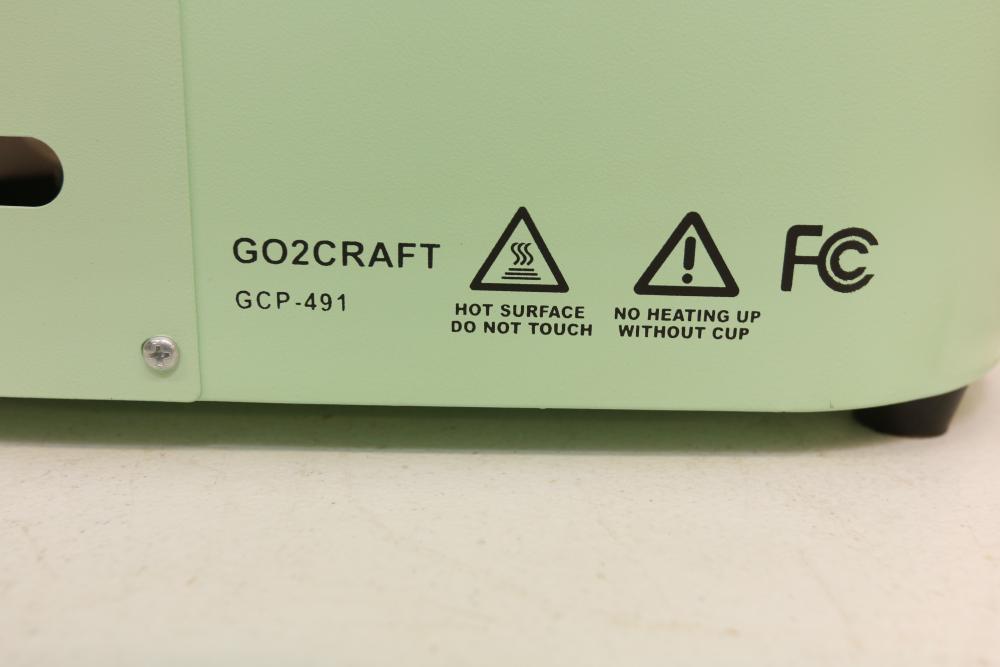 GO2CRAFT
GCP-491
HOT SURFACE
DO NOT TOUCH
NO HEATING UP
WITHOUT CUP
FC